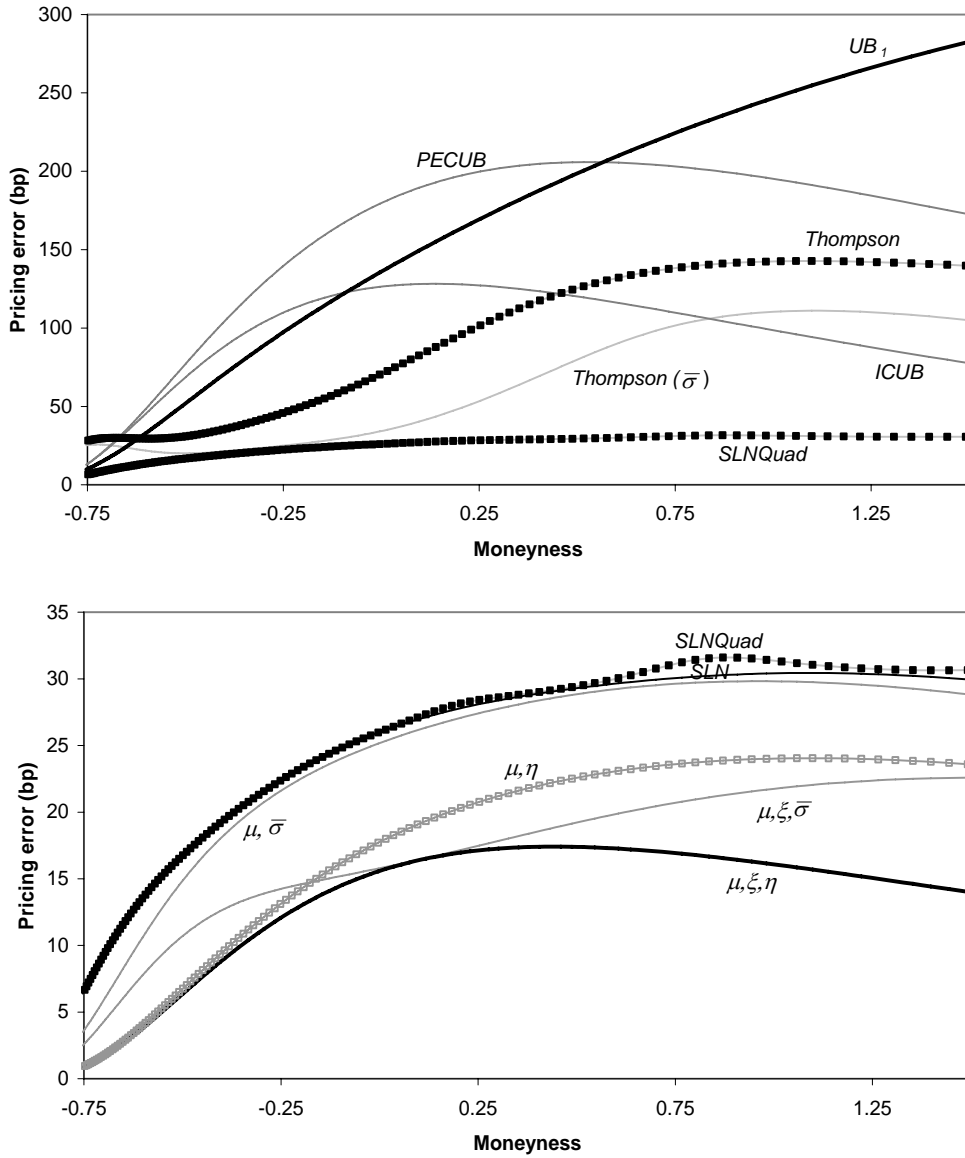 300
250
200
150
100
50
0
Pricing error (bp)
UB 1
PECUB
Thompson
Thompson (σ̅)
ICUB
SLNQuad
-0.75
-0.25
0.25
0.75
1.25
Moneyness
35
30
25
20
15
10
5
0
Pricing error (bp)
SLNQuad
SLN
μ,η
μ, σ̅
μ,ξ,σ̅
μ,ξ,η
-0.75
-0.25
0.25
0.75
1.25
Moneyness